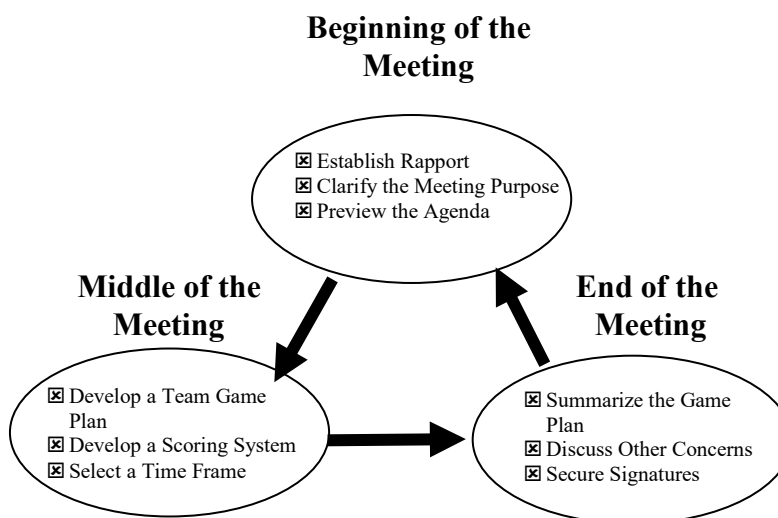 Beginning of the
Meeting
☒ Establish Rapport
☒ Clarify the Meeting Purpose
☒ Preview the Agenda
Middle of the
Meeting
☒ Develop a Team Game
Plan
☒ Develop a Scoring System
☒ Select a Time Frame
End of the
Meeting
☒ Summarize the Game
Plan
☒ Discuss Other Concerns
☒ Secure Signatures